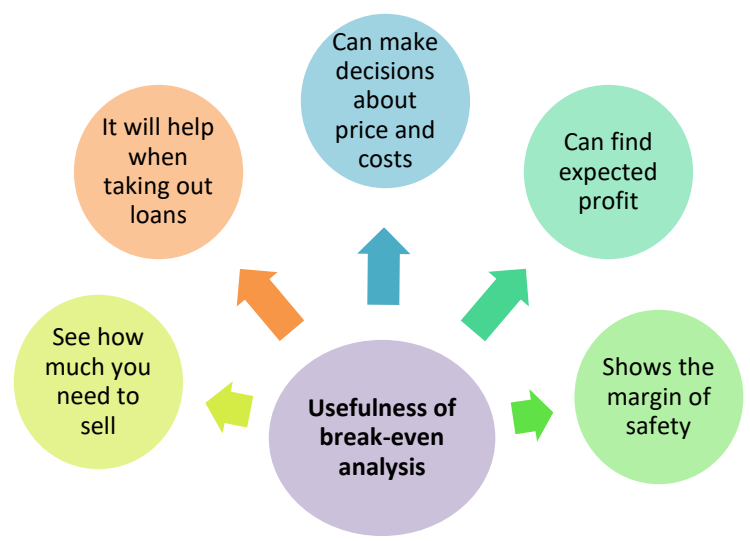 Can make
decisions
about
price and
costs
It will help
when
taking out
loans
Can find
expected
profit
See how
much you
need to
sell
Shows the
margin of
safety
Usefulness of
break-even
analysis